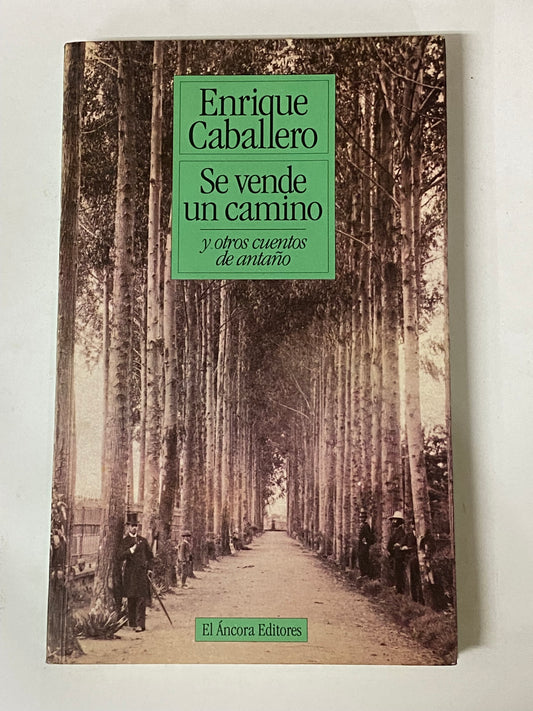 Enrique
Caballero
Se vende
un camino
y otros cuentos
de antaño
El Áncora Editores